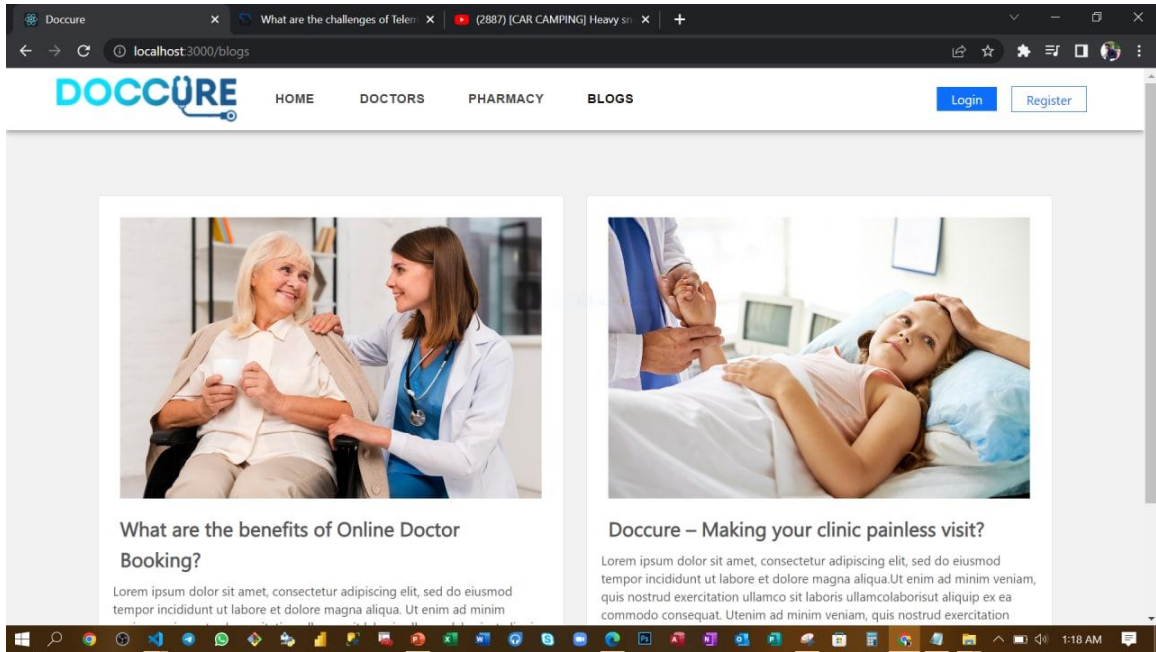 Doccure
What are the challenges of Telem
(2887) [CAR CAMPING] Heavy sn
localhost:3000/blogs
DOCCURE
HOME
DOCTORS
PHARMACY
BLOGS
Login
Register
What are the benefits of Online Doctor
Booking?
Lorem ipsum dolor sit amet, consectetur adipiscing elit, sed do eiusmod
tempor incididunt ut labore et dolore magna aliqua. Ut enim ad minim
Doccure – Making your clinic painless visit?
Lorem ipsum dolor sit amet, consectetur adipiscing elit, sed do eiusmod
tempor incididunt ut labore et dolore magna aliqua.Ut enim ad minim veniam,
quis nostrud exercitation ullamco sit laboris ullamcolaborisut aliquip ex ea
commodo consequat. Utenim ad minim veniam, quis nostrud exercitation
1:18 AM